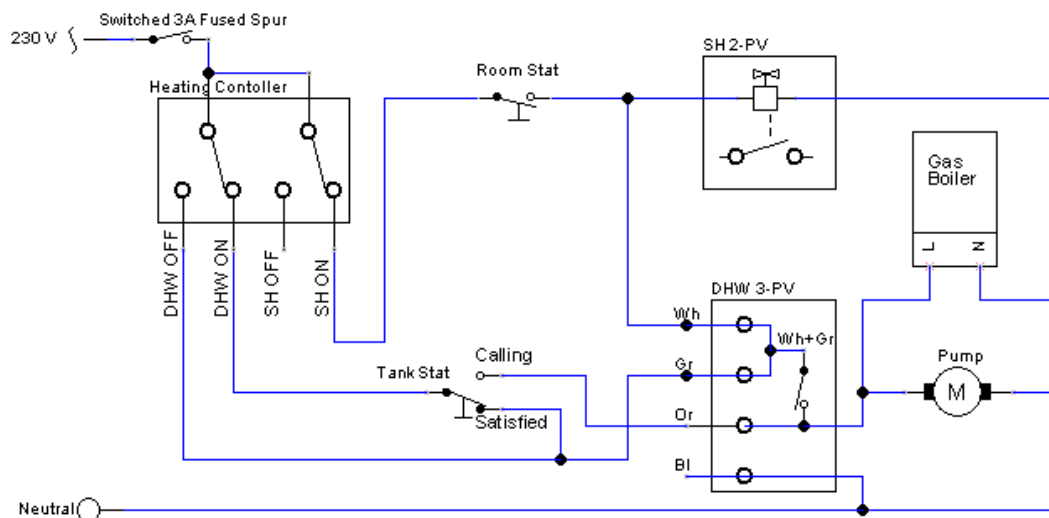 Switched 3A Fused Spur
230 V
SH 2-PV
Room Stat
Heating Contoller
Gas
Boiler
L
N
DHW OFF
DHW ON
SH OFF
SH ON
DHW 3-PV
Wh
Wh+Gr
Calling
Gr
Pump
Tank Stat
M
Satisfied
Or
Bl
Neutral